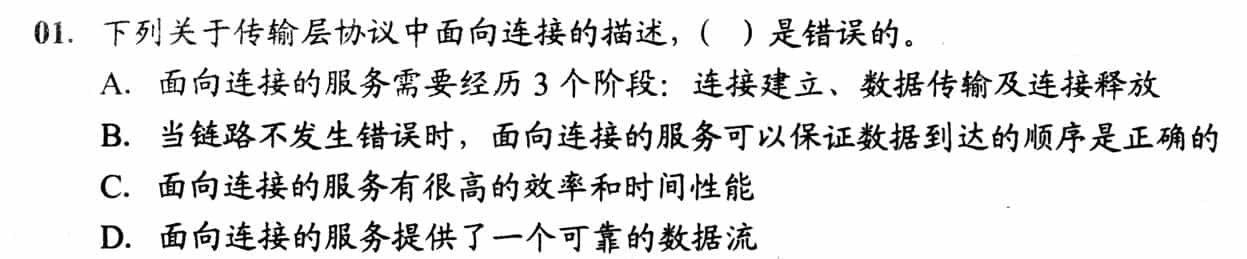 01. 下列关于传输层协议中面向连接的描述，（ ）是错误的。
A. 面向连接的服务需要经历 3 个阶段：连接建立、数据传输及连接释放
B. 当链路不发生错误时，面向连接的服务可以保证数据到达的顺序是正确的
C. 面向连接的服务有很高的效率和时间性能
D. 面向连接的服务提供了一个可靠的数据流